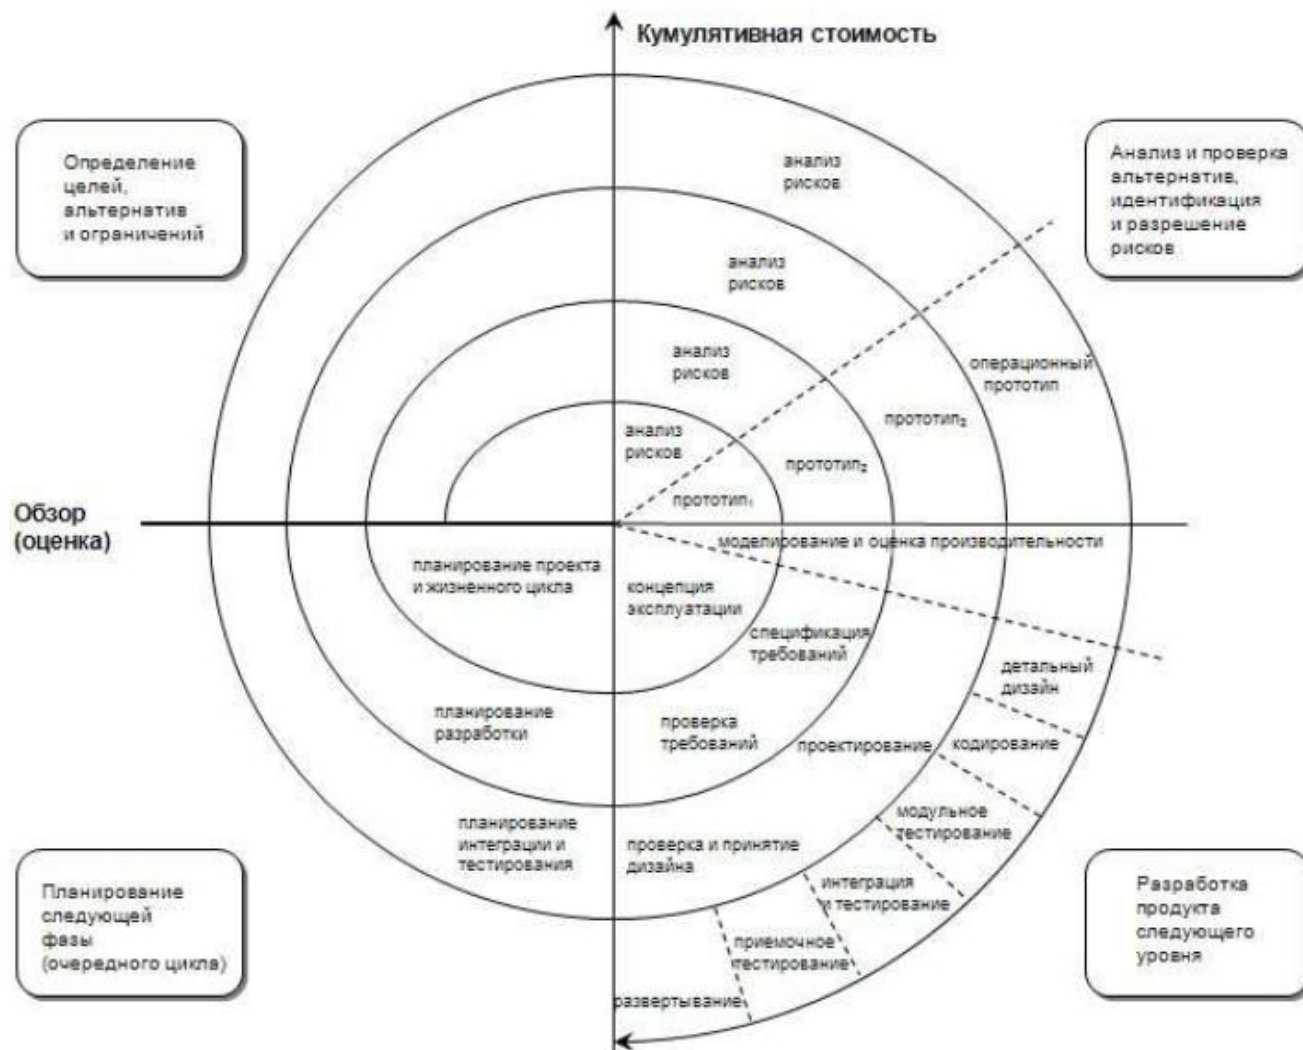 Кумулятивная стоимость
Определение
целей,
альтернатив
и ограничений
анализ
рисков
Анализ и проверка
альтернатив,
идентификация
и разрешение
рисков
анализ
рисков
анализ
рисков
операционный
прототип
прототип₂
анализ
рисков
прототип₂
прототип₁
Обзор
(оценка)
моделирование и оценка производительности
планирование проекта
и жизненного цикла
концепция
эксплуатации
спецификация
требований
детальный
дизайн
планирование
разработки
проверка
требований
проектирование
кодирование
модульное
тестирование
планирование
интеграции и
тестирования
проверка и принятие
дизайна
интеграция
и тестирование
Планирование
следующей
фазы
(очередного цикла)
Разработка
продукта
следующего
уровня
приемочное
тестирование
развертывание